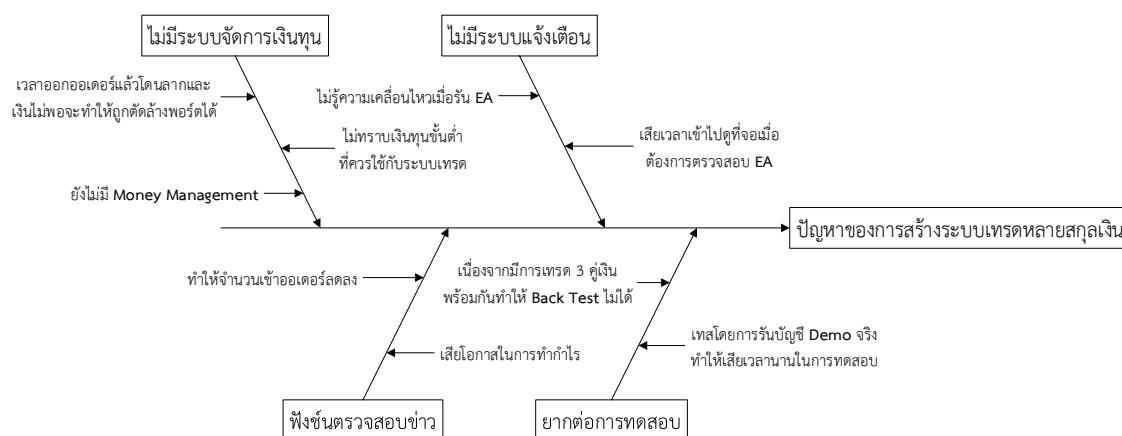 ไม่มีระบบจัดการเงินทุน
ไม่มีระบบแจ้งเตือน
เวลาออกออเดอร์แล้วโดนลากและ
เงินไม่พอจะทำให้ถูกตัดล้างพอร์ตได้
ไม่ทราบเงินทุนขั้นต่ำ
ที่ควรใช้กับระบบเทรด
ยังไม่มี Money Management
ไม่รู้ความเคลื่อนไหวเมื่อรัน EA
เสียเวลาเข้าไปดูที่จอเมื่อ
ต้องการตรวจสอบ EA
ปัญหาของการสร้างระบบเทรดหลายสกุลเงิน
ทำให้จำนวนเข้าออเดอร์ลดลง
เสียโอกาสในการทำกำไร
เนื่องจากมีการเทรด 3 คู่เงิน
พร้อมกันทำให้ Back Test ไม่ได้
เทสโดยการรันบัญชี Demo จริง
ทำให้เสียเวลานานในการทดสอบ
ฟังช์นตรวจสอบข่าว
ยากต่อการทดสอบ